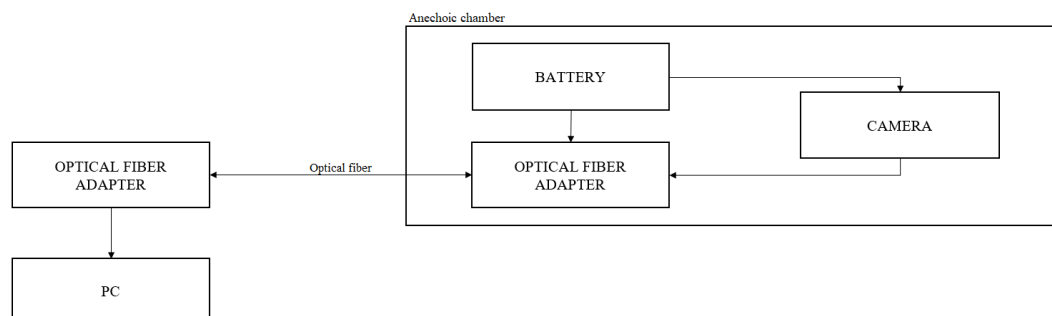 Anechoic chamber
BATTERY
CAMERA
OPTICAL FIBER
ADAPTER
Optical fiber
OPTICAL FIBER
ADAPTER
PC